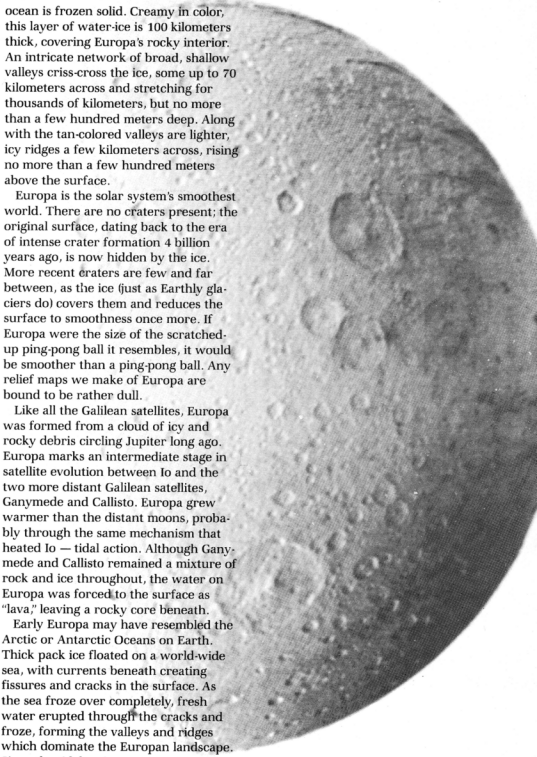 ocean is frozen solid. Creamy in color,
this layer of water-ice is 100 kilometers
thick, covering Europa's rocky interior.
An intricate network of broad, shallow
valleys criss-cross the ice, some up to 70
kilometers across and stretching for
thousands of kilometers, but no more
than a few hundred meters deep. Along
with the tan-colored valleys are lighter,
icy ridges a few kilometers across, rising
no more than a few hundred meters
above the surface.
Europa is the solar system's smoothest
world. There are no craters present; the
original surface, dating back to the era
of intense crater formation 4 billion
years ago, is now hidden by the ice.
More recent craters are few and far
between, as the ice (just as Earthly gla-
ciers do) covers them and reduces the
surface to smoothness once more. If
Europa were the size of the scratched-
up ping-pong ball it resembles, it would
be smoother than a ping-pong ball. Any
relief maps we make of Europa are
bound to be rather dull.
Like all the Galilean satellites, Europa
was formed from a cloud of icy and
rocky debris circling Jupiter long ago.
Europa marks an intermediate stage in
satellite evolution between Io and the
two more distant Galilean satellites,
Ganymede and Callisto. Europa grew
warmer than the distant moons, proba-
bly through the same mechanism that
heated Io — tidal action. Although Gany-
mede and Callisto remained a mixture of
rock and ice throughout, the water on
Europa was forced to the surface as
"lava," leaving a rocky core beneath.
Early Europa may have resembled the
Arctic or Antarctic Oceans on Earth.
Thick pack ice floated on a world-wide
sea, with currents beneath creating
fissures and cracks in the surface. As
the sea froze over completely, fresh
water erupted through the cracks and
froze, forming the valleys and ridges
which dominate the Europan landscape.